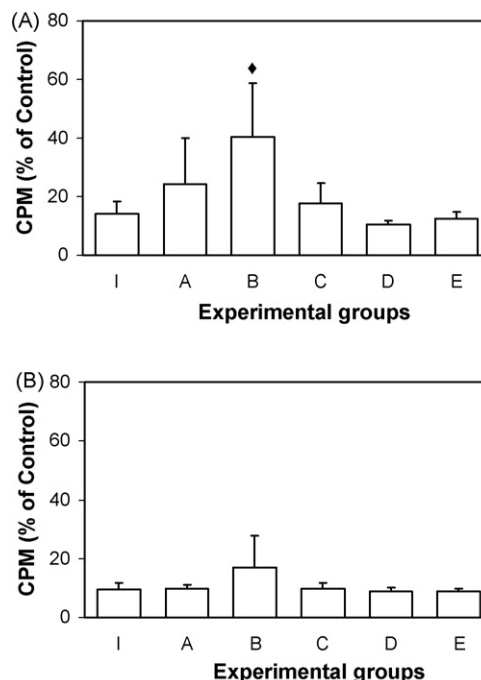 (A)
80
60
40
20
0
CPM (% of Control)
♦
I A B C D E
Experimental groups
(B)
80
60
40
20
0
CPM (% of Control)
I A B C D E
Experimental groups